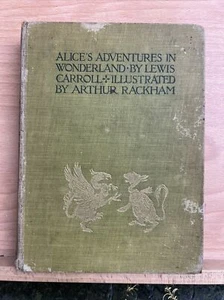 ALICE'S ADVENTURES IN
WONDERLAND·BY LEWIS
CARROLL✢ILLUSTRATED
BY ARTHUR RACKHAM